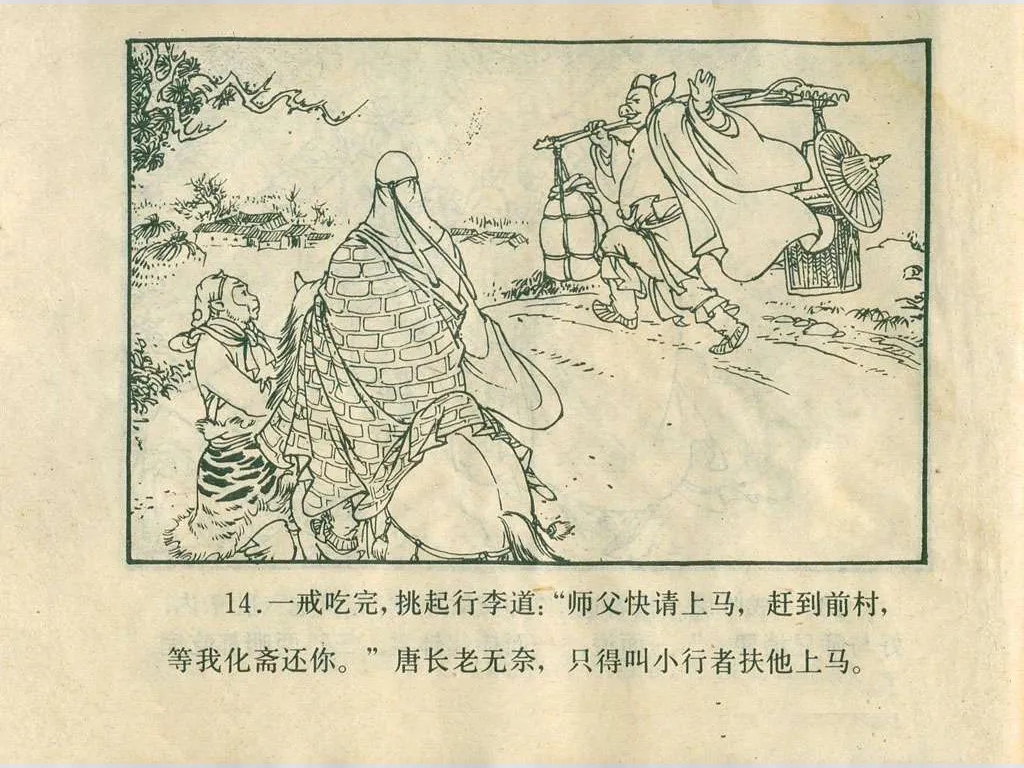 14.一戒吃完，挑起行李道：“师父快请上马，赶到前村，
等我化斋还你。”唐长老无奈，只得叫小行者扶他上马。